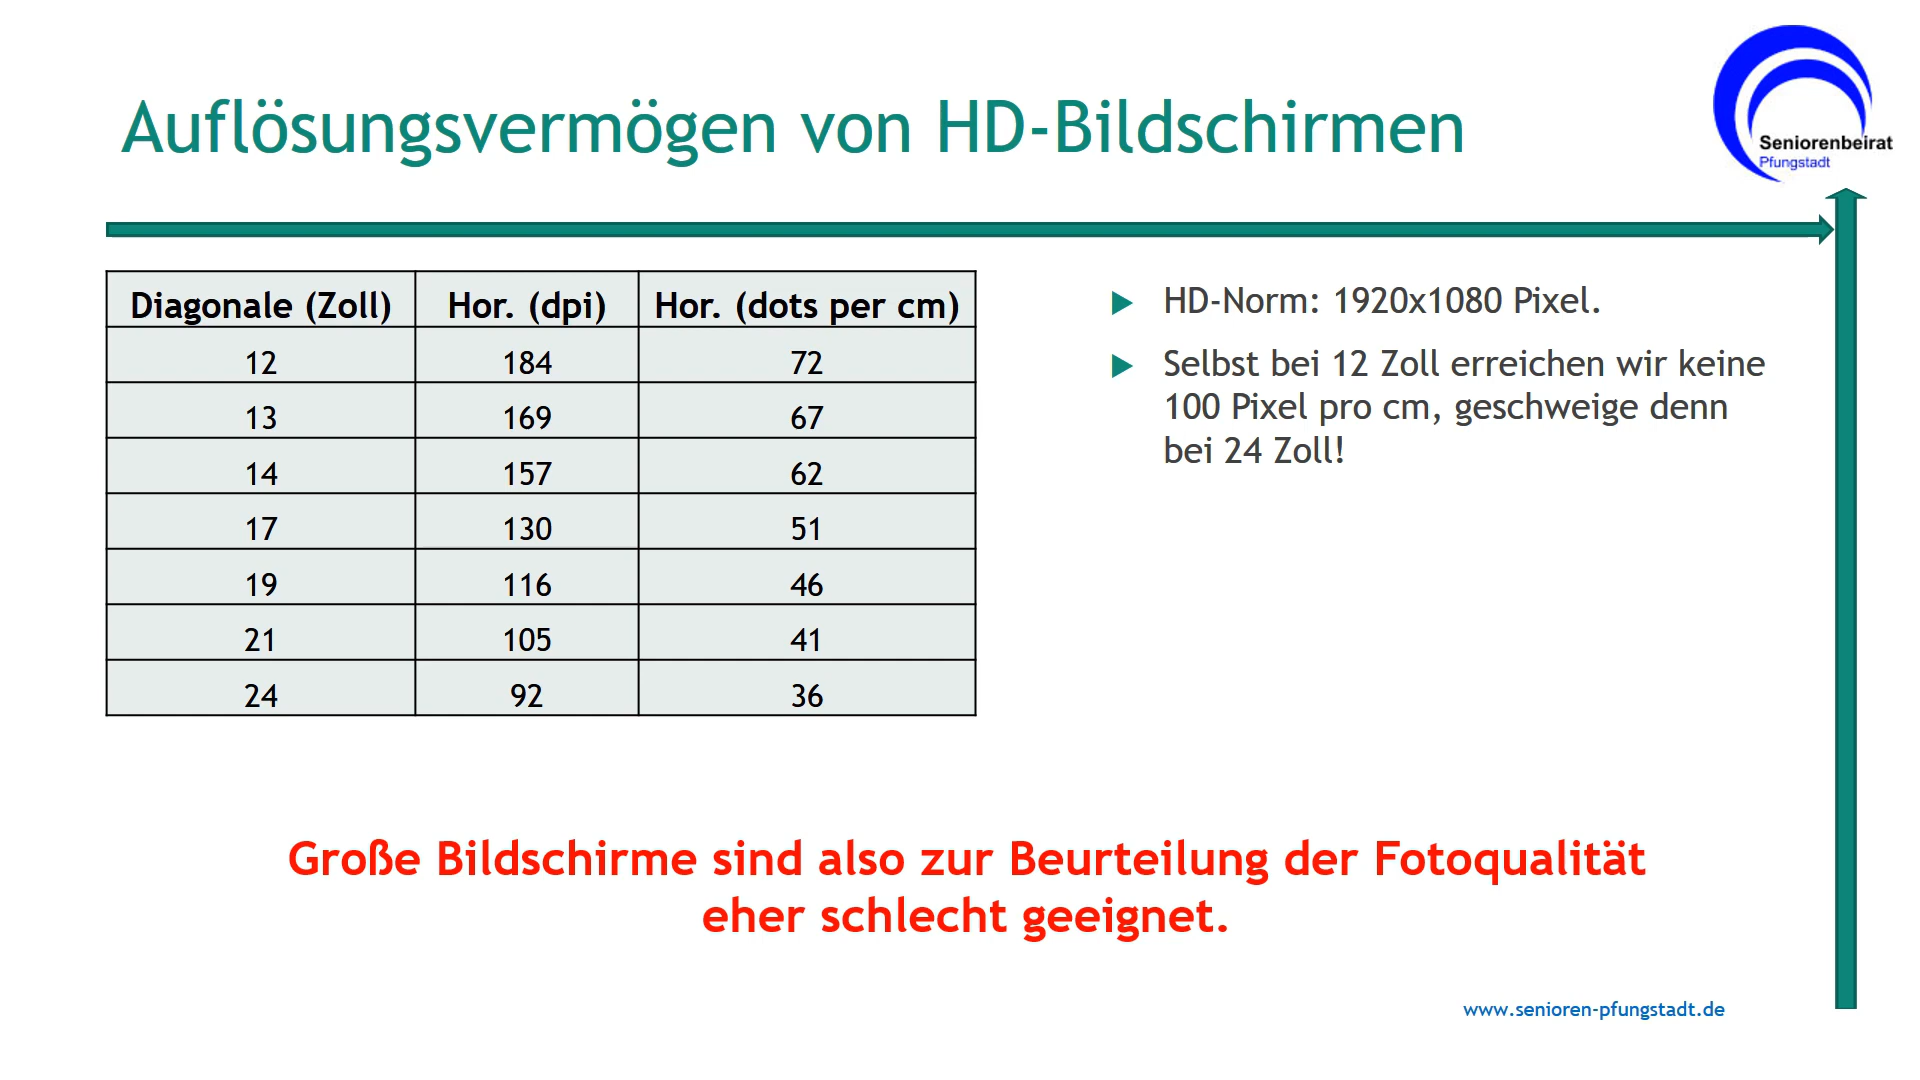 Auflösungsvermögen von HD-Bildschirmen
Seniorenbeirat
Pfungstadt
Diagonale (Zoll) Hor. (dpi) Hor. (dots per cm)
12 184 72
13 169 67
14 157 62
17 130 51
19 116 46
21 105 41
24 92 36
HD-Norm: 1920x1080 Pixel.
Selbst bei 12 Zoll erreichen wir keine
100 Pixel pro cm, geschweige denn
bei 24 Zoll!
Große Bildschirme sind also zur Beurteilung der Fotoqualität
eher schlecht geeignet.
www.senioren-pfungstadt.de